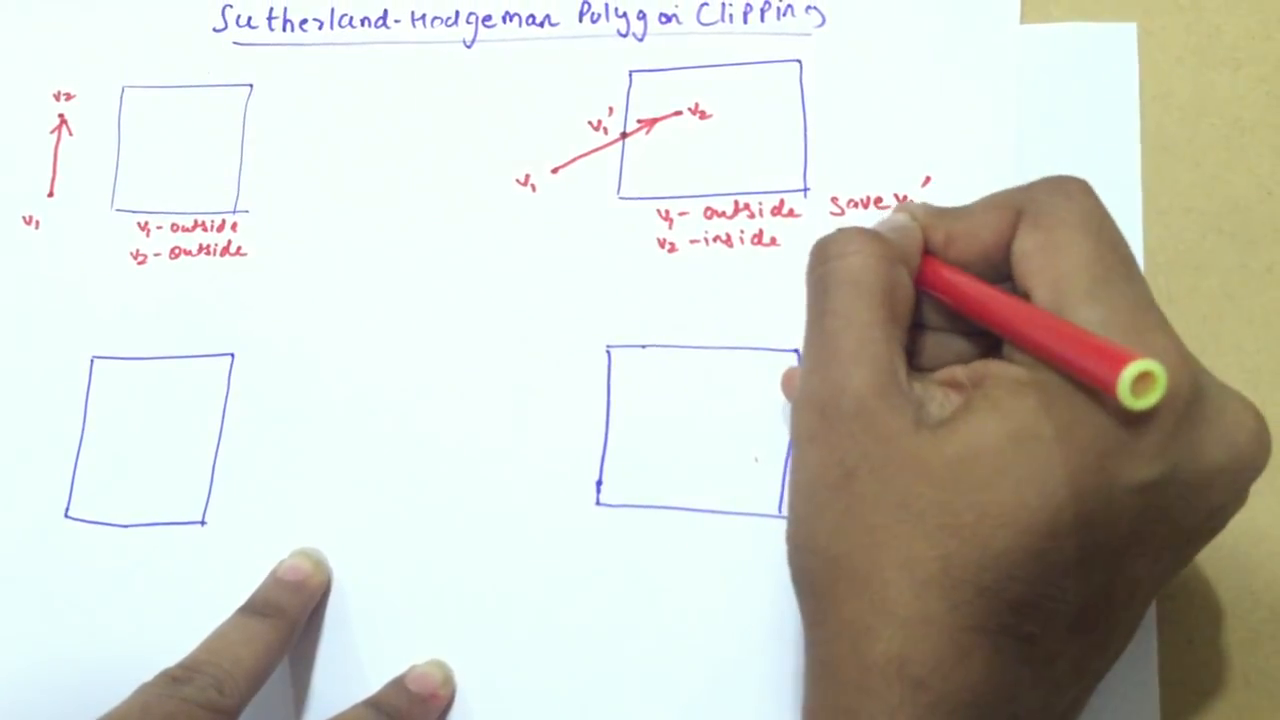 Sutherland-Hodgeman Polygon Clipping
v2
v1
v1-outside
v2-outside
v1'
v2
v1
v1-outside
v2-inside
save v1'